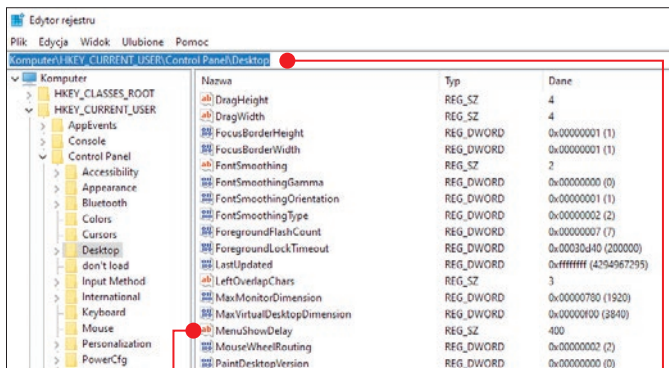 Edytor rejestru
Plik Edycja Widok Ulubione Pomoc
Komputer\HKEY_CURRENT_USER\Control Panel\Desktop
Komputer
HKEY_CLASSES_ROOT
HKEY_CURRENT_USER
AppEvents
Console
Control Panel
Accessibility
Appearance
Bluetooth
Colors
Cursors
Desktop
don't load
Input Method
International
Keyboard
Mouse
Personalization
PowerCfg
Nazwa Typ Dane
DragHeight REG_SZ 4
DragWidth REG_SZ 4
FocusBorderHeight REG_DWORD 0x00000001 (1)
FocusBorderWidth REG_DWORD 0x00000001 (1)
FontSmoothing REG_SZ 2
FontSmoothingGamma REG_DWORD 0x00000000 (0)
FontSmoothingOrientation REG_DWORD 0x00000001 (1)
FontSmoothingType REG_DWORD 0x00000002 (2)
ForegroundFlashCount REG_DWORD 0x00000007 (7)
ForegroundLockTimeout REG_DWORD 0x00030d40 (200000)
LastUpdated REG_DWORD 0xffffffff (4294967295)
LeftOverlapChars REG_SZ 3
MaxMonitorDimension REG_DWORD 0x00000780 (1920)
MaxVirtualDesktopDimension REG_DWORD 0x00000f00 (3840)
MenuShowDelay REG_SZ 400
MouseWheelRouting REG_DWORD 0x00000002 (2)
PaintDesktopVersion REG_DWORD 0x00000000 (0)